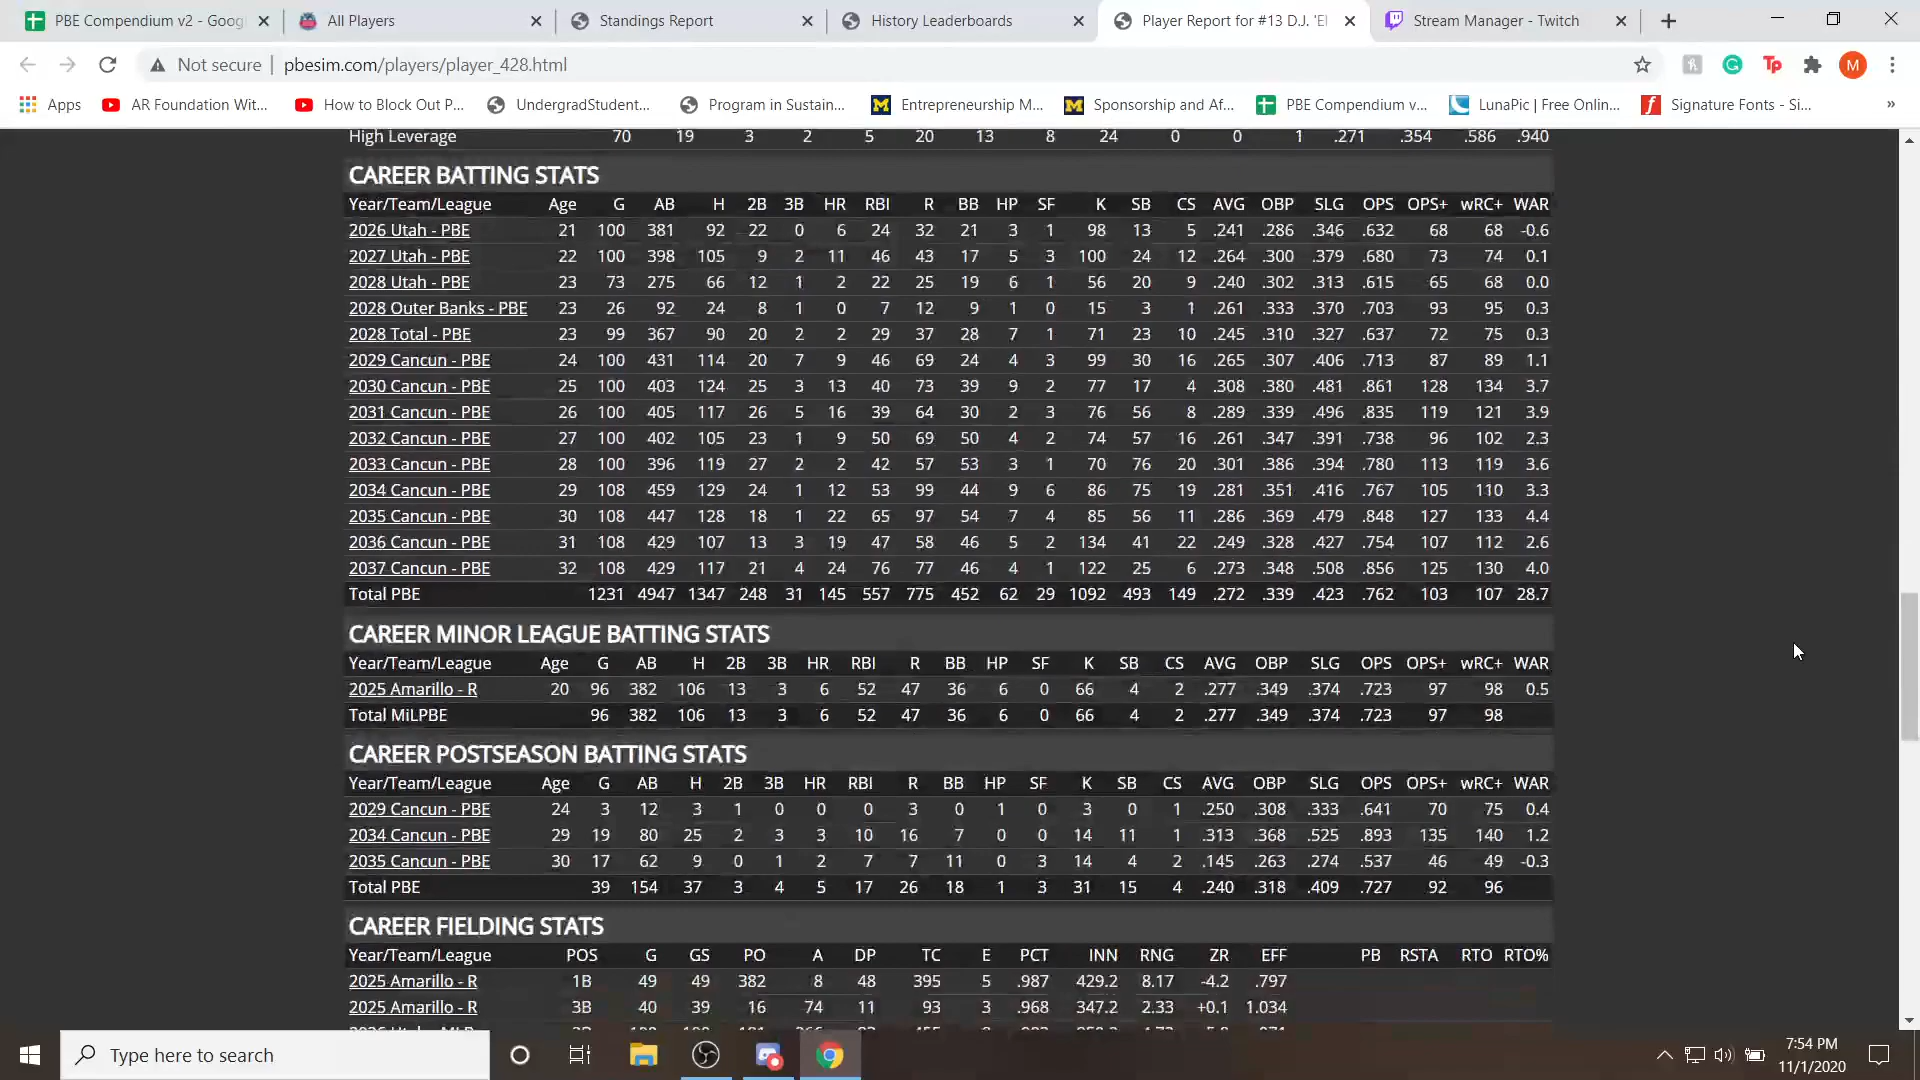 PBE Compendium v2 - Goog All Players Standings Report History Leaderboards Player Report for #13 D.J. 'El Stream Manager - Twitch
Not secure | pbesim.com/players/player_428.html M
Apps AR Foundation Wit... How to Block Out P... UndergradStudent... Program in Sustain... Entrepreneurship M... Sponsorship and Af... PBE Compendium v... LunaPic | Free Onlin... Signature Fonts - Si... »
High Leverage 70 19 3 2 5 20 13 8 24 0 0 1 .271 .354 .586 .940
CAREER BATTING STATS
Year/Team/League Age G AB H 2B 3B HR RBI R BB HP SF K SB CS AVG OBP SLG OPS OPS+ wRC+ WAR
2026 Utah - PBE 21 100 381 92 22 0 6 24 32 21 3 1 98 13 5 .241 .286 .346 .632 68 68 -0.6
2027 Utah - PBE 22 100 398 105 9 2 11 46 43 17 5 3 100 24 12 .264 .300 .379 .680 73 74 0.1
2028 Utah - PBE 23 73 275 66 12 1 2 22 25 19 6 1 56 20 9 .240 .302 .313 .615 65 68 0.0
2028 Outer Banks - PBE 23 26 92 24 8 1 0 7 12 9 1 0 15 3 1 .261 .333 .370 .703 93 95 0.3
2028 Total - PBE 23 99 367 90 20 2 2 29 37 28 7 1 71 23 10 .245 .310 .327 .637 72 75 0.3
2029 Cancun - PBE 24 100 431 114 20 7 9 46 69 24 4 3 99 30 16 .265 .307 .406 .713 87 89 1.1
2030 Cancun - PBE 25 100 403 124 25 3 13 40 73 39 9 2 77 17 4 .308 .380 .481 .861 128 134 3.7
2031 Cancun - PBE 26 100 405 117 26 5 16 39 64 30 2 3 76 56 8 .289 .339 .496 .835 119 121 3.9
2032 Cancun - PBE 27 100 402 105 23 1 9 50 69 50 4 2 74 57 16 .261 .347 .391 .738 96 102 2.3
2033 Cancun - PBE 28 100 396 119 27 2 2 42 57 53 3 1 70 76 20 .301 .386 .394 .780 113 119 3.6
2034 Cancun - PBE 29 108 459 129 24 1 12 53 99 44 9 6 86 75 19 .281 .351 .416 .767 105 110 3.3
2035 Cancun - PBE 30 108 447 128 18 1 22 65 97 54 7 4 85 56 11 .286 .369 .479 .848 127 133 4.4
2036 Cancun - PBE 31 108 429 107 13 3 19 47 58 46 5 2 134 41 22 .249 .328 .427 .754 107 112 2.6
2037 Cancun - PBE 32 108 429 117 21 4 24 76 77 46 4 1 122 25 6 .273 .348 .508 .856 125 130 4.0
Total PBE 1231 4947 1347 248 31 145 557 775 452 62 29 1092 493 149 .272 .339 .423 .762 103 107 28.7
CAREER MINOR LEAGUE BATTING STATS
Year/Team/League Age G AB H 2B 3B HR RBI R BB HP SF K SB CS AVG OBP SLG OPS OPS+ wRC+ WAR
2025 Amarillo - R 20 96 382 106 13 3 6 52 47 36 6 0 66 4 2 .277 .349 .374 .723 97 98 0.5
Total MiLPBE 96 382 106 13 3 6 52 47 36 6 0 66 4 2 .277 .349 .374 .723 97 98
CAREER POSTSEASON BATTING STATS
Year/Team/League Age G AB H 2B 3B HR RBI R BB HP SF K SB CS AVG OBP SLG OPS OPS+ wRC+ WAR
2029 Cancun - PBE 24 3 12 3 1 0 0 0 3 0 1 0 3 0 1 .250 .308 .333 .641 70 75 0.4
2034 Cancun - PBE 29 19 80 25 2 3 3 10 16 7 0 0 14 11 1 .313 .368 .525 .893 135 140 1.2
2035 Cancun - PBE 30 17 62 9 0 1 2 7 7 11 0 3 14 4 2 .145 .263 .274 .537 46 49 -0.3
Total PBE 39 154 37 3 4 5 17 26 18 1 3 31 15 4 .240 .318 .409 .727 92 96
CAREER FIELDING STATS
Year/Team/League POS G GS PO A DP TC E PCT INN RNG ZR EFF PB RSTA RTO RTO%
2025 Amarillo - R 1B 49 49 382 8 48 395 5 .987 429.2 8.17 -4.2 .797
2025 Amarillo - R 3B 40 39 16 74 11 93 3 .968 347.2 2.33 +0.1 1.034
Type here to search 7:54 PM
11/1/2020